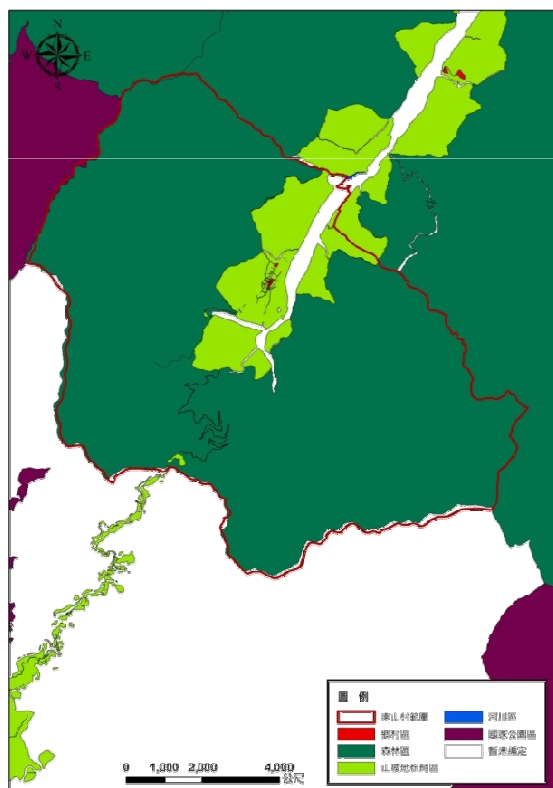 N
W E
S
圖 例
南山村範圍
鄉村區
森林區
山坡地保育區
河川區
國家公園區
暫未編定
0 1,000 2,000 4,000
公尺